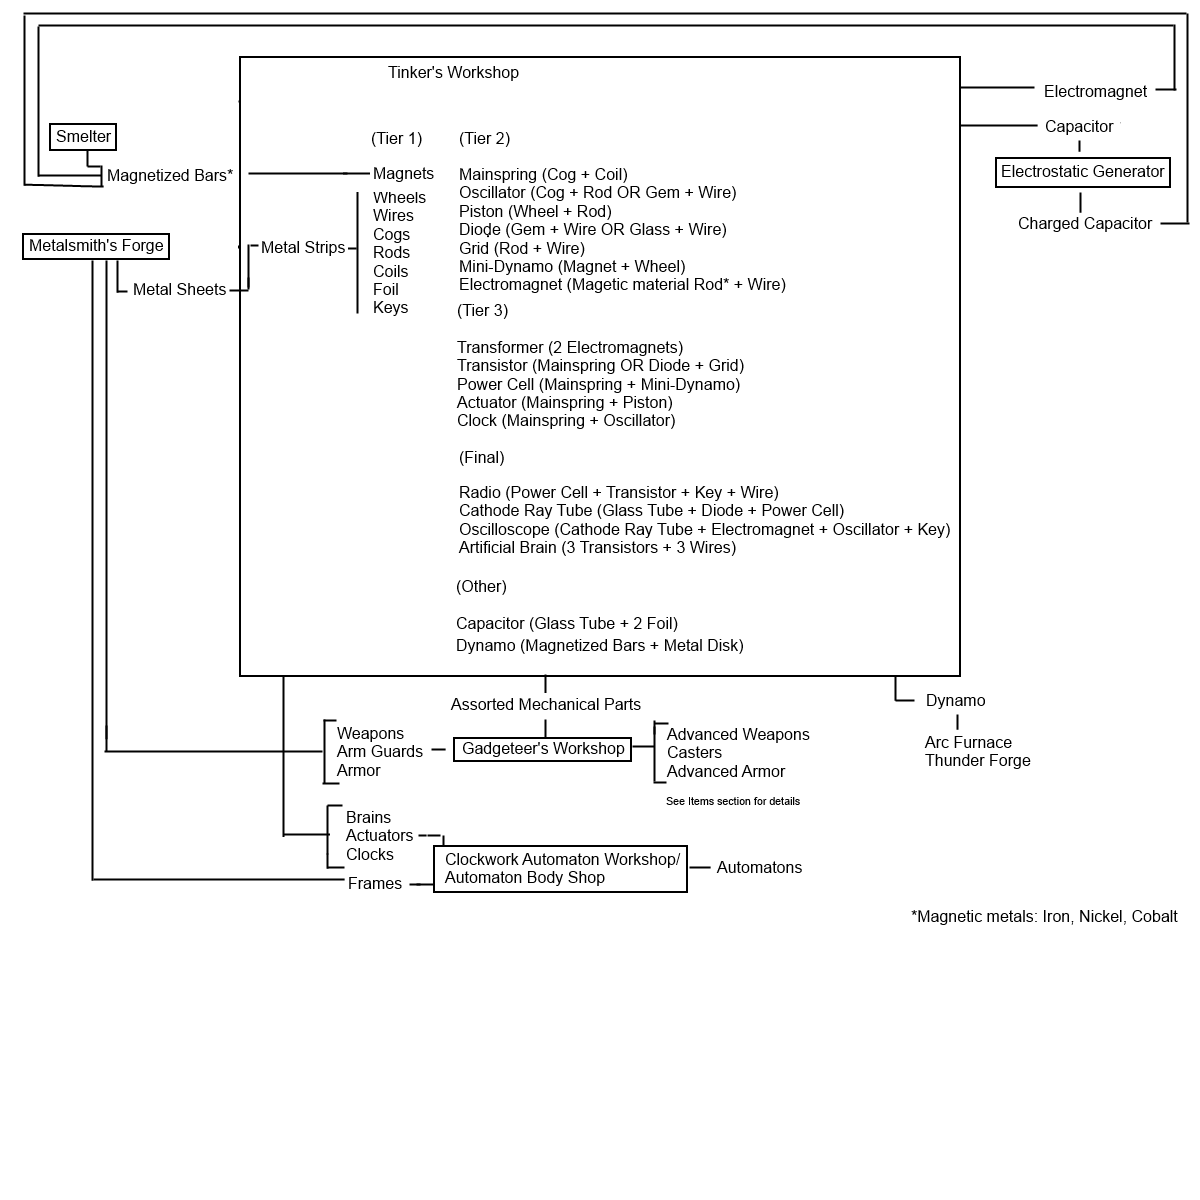 Tinker's Workshop
Electromagnet
Smelter
(Tier 1) (Tier 2)
Capacitor
Magnetized Bars*
Magnets
Mainspring (Cog + Coil)
Electrostatic Generator
Wheels
Oscillator (Cog + Rod OR Gem + Wire)
Wires
Piston (Wheel + Rod)
Charged Capacitor
Cogs
Diode (Gem + Wire OR Glass + Wire)
Metalsmith's Forge
Metal Strips
Rods
Grid (Rod + Wire)
Coils
Mini-Dynamo (Magnet + Wheel)
Metal Sheets
Foil
Electromagnet (Magetic material Rod* + Wire)
Keys
(Tier 3)
Transformer (2 Electromagnets)
Transistor (Mainspring OR Diode + Grid)
Power Cell (Mainspring + Mini-Dynamo)
Actuator (Mainspring + Piston)
Clock (Mainspring + Oscillator)
(Final)
Radio (Power Cell + Transistor + Key + Wire)
Cathode Ray Tube (Glass Tube + Diode + Power Cell)
Oscilloscope (Cathode Ray Tube + Electromagnet + Oscillator + Key)
Artificial Brain (3 Transistors + 3 Wires)
(Other)
Capacitor (Glass Tube + 2 Foil)
Dynamo (Magnetized Bars + Metal Disk)
Assorted Mechanical Parts
Dynamo
Weapons
Arm Guards
Armor
Gadgeteer's Workshop
Advanced Weapons
Casters
Advanced Armor
Arc Furnace
Thunder Forge
See Items section for details
Brains
Actuators
Clocks
Frames
Clockwork Automaton Workshop/
Automaton Body Shop
Automatons
*Magnetic metals: Iron, Nickel, Cobalt